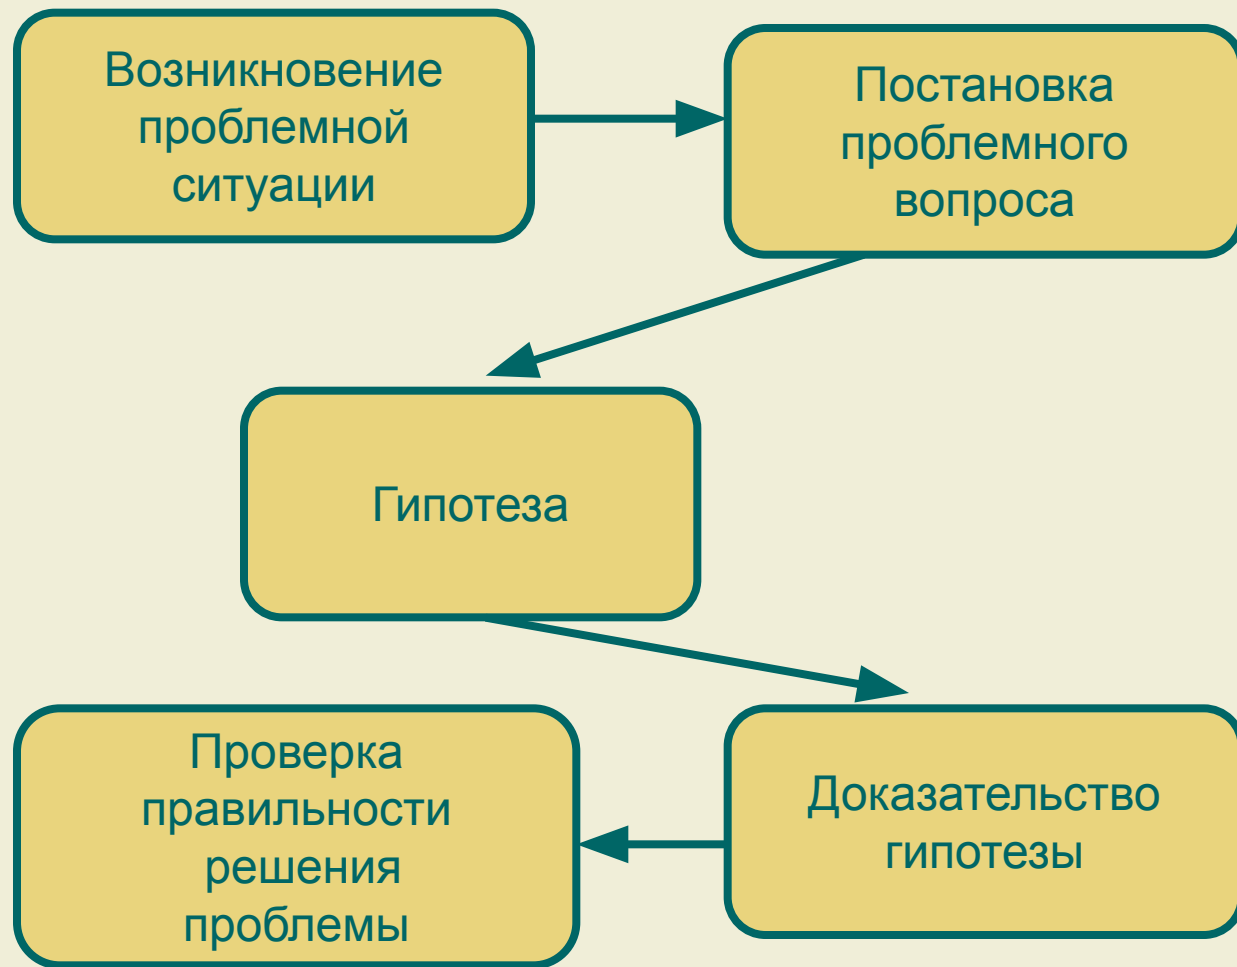 Возникновение
проблемной
ситуации
Постановка
проблемного
вопроса
Гипотеза
Доказательство
гипотезы
Проверка
правильности
решения
проблемы